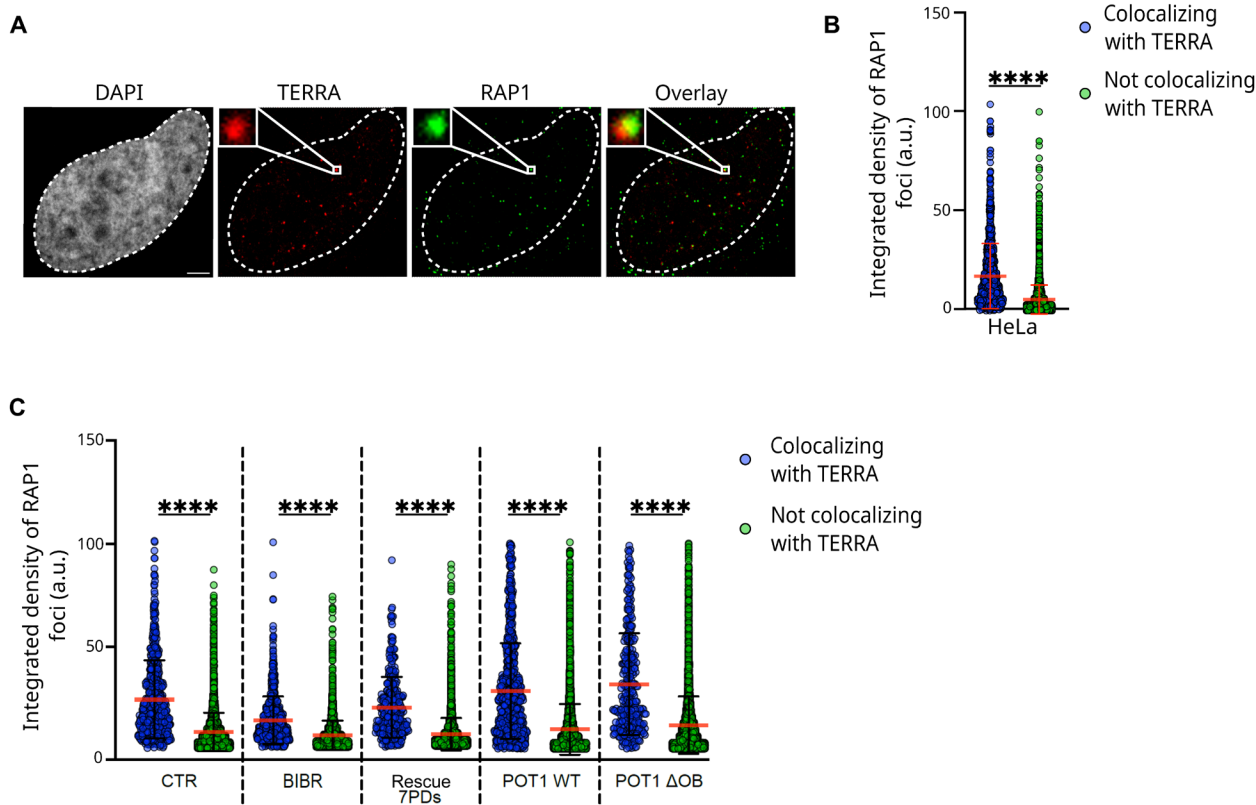 A
DAPI
TERRA
RAP1
Overlay
B
Integrated density of RAP1
foci (a.u.)
150
100
50
0
****
HeLa
Colocalizing
with TERRA
Not colocalizing
with TERRA
C
Integrated density of RAP1
foci (a.u.)
150
100
50
0
**** **** **** **** ****
CTR
BIBR
Rescue
7PDs
POT1 WT
POT1 ΔOB
Colocalizing
with TERRA
Not colocalizing
with TERRA